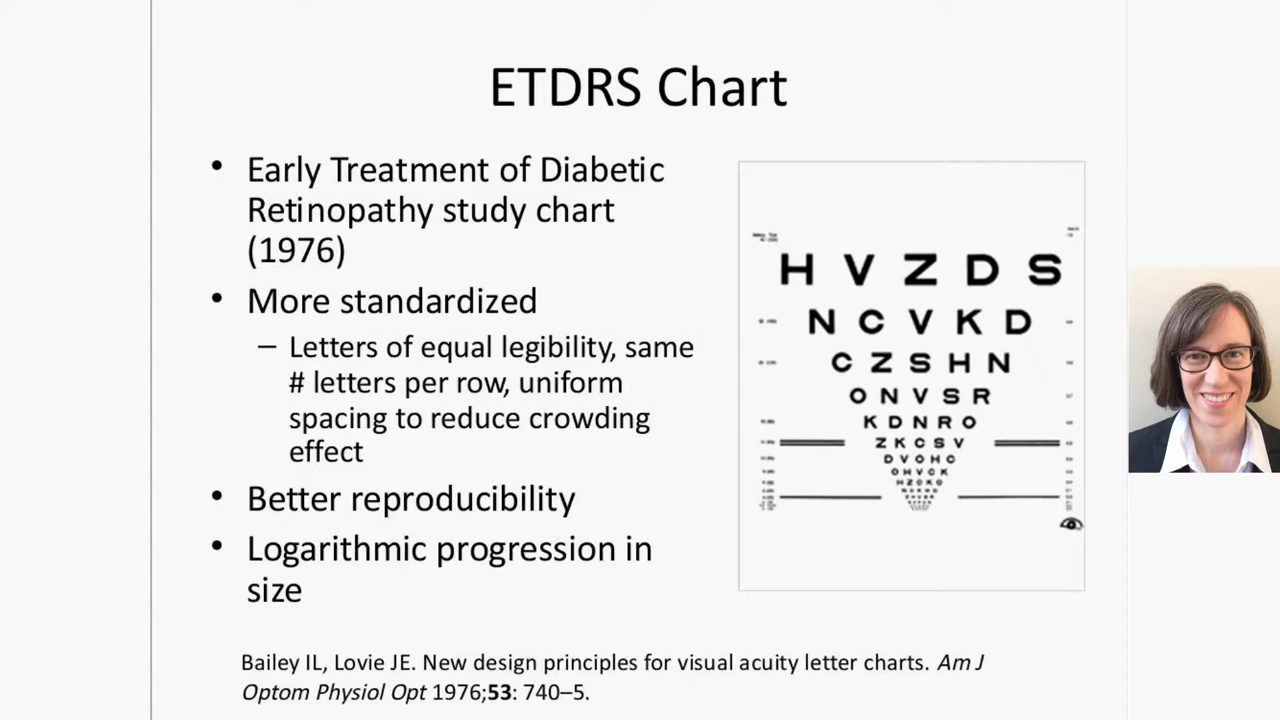 ETDRS Chart
• Early Treatment of Diabetic
Retinopathy study chart
(1976)
• More standardized
– Letters of equal legibility, same
# letters per row, uniform
spacing to reduce crowding
effect
• Better reproducibility
• Logarithmic progression in
size
H V Z D S
N C V K D
C Z S H N
O N V S R
K D N R O
Z K C S V
D V O H C
O H V C K
Bailey IL, Lovie JE. New design principles for visual acuity letter charts. Am J
Optom Physiol Opt 1976;53: 740–5.